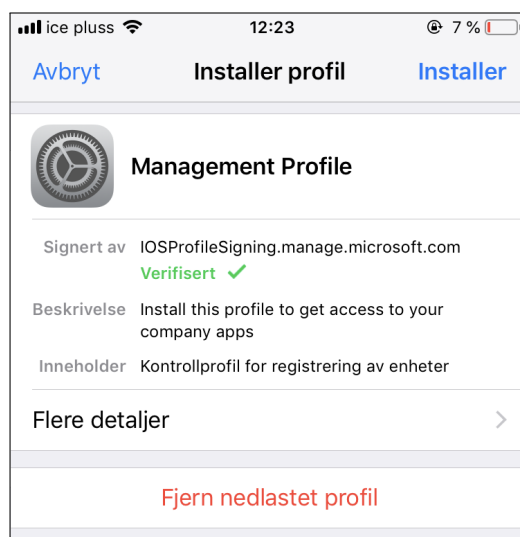 ice pluss 12:23 7 %
Avbryt Installer profil Installer
Management Profile
Signert av IOSProfileSigning.manage.microsoft.com
Verifisert
Beskrivelse Install this profile to get access to your
company apps
Inneholder Kontrollprofil for registrering av enheter
Flere detaljer
Fjern nedlastet profil